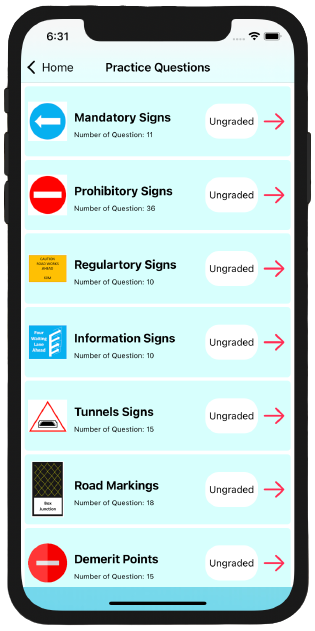 6:31
Home
Practice Questions
Mandatory Signs
Number of Question: 11
Ungraded
Prohibitory Signs
Number of Question: 36
Ungraded
CAUTION
ROAD WORKS
AHEAD
Regulartory Signs
Number of Question: 10
Ungraded
Four
Waiting
Lane
Ahead
Information Signs
Number of Question: 10
Ungraded
Tunnels Signs
Number of Question: 15
Ungraded
Box
Junction
Road Markings
Number of Question: 18
Ungraded
Demerit Points
Number of Question: 15
Ungraded